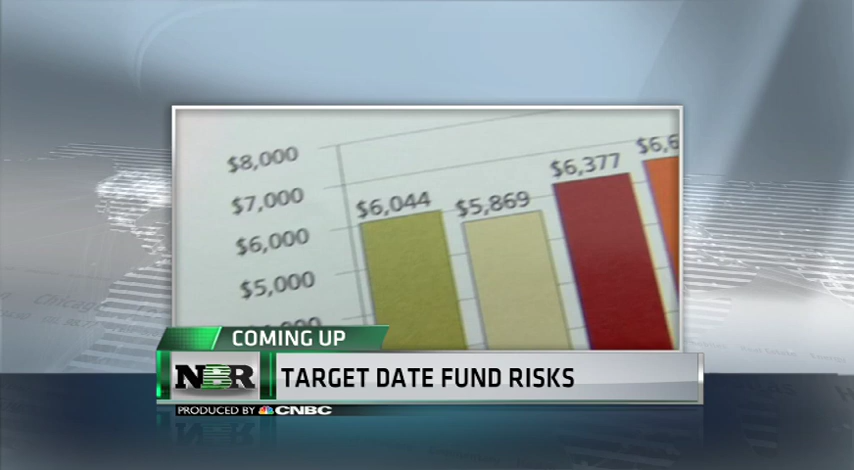 $8,000
$7,000
$6,000
$5,000
$6,044
$5,869
$6,377
COMING UP
NBR
TARGET DATE FUND RISKS
PRODUCED BY CNBC